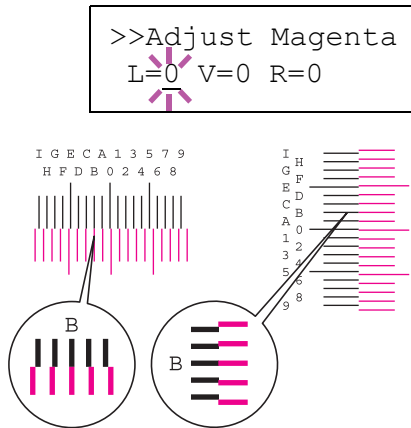 >>Adjust Magenta
L=0 V=0 R=0
I G E C A 1 3 5 7 9
H F D B 0 2 4 6 8
B
I
H
G
F
E
D
C
B
A
0
1
2
3
4
5
6
8
9
B